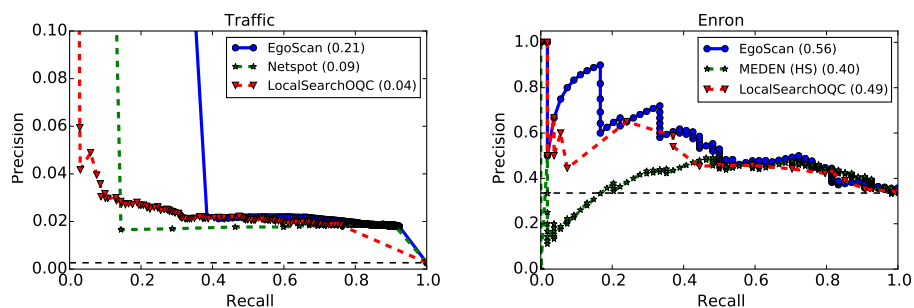 Traffic
0.10
0.08
0.06
0.04
0.02
0.00
Precision
EgoScan (0.21)
Netspot (0.09)
LocalSearchOQC (0.04)
0.0 0.2 0.4 0.6 0.8 1.0
Recall
Enron
1.0
0.8
0.6
0.4
0.2
0.0
Precision
EgoScan (0.56)
MEDEN (HS) (0.40)
LocalSearchOQC (0.49)
0.0 0.2 0.4 0.6 0.8 1.0
Recall